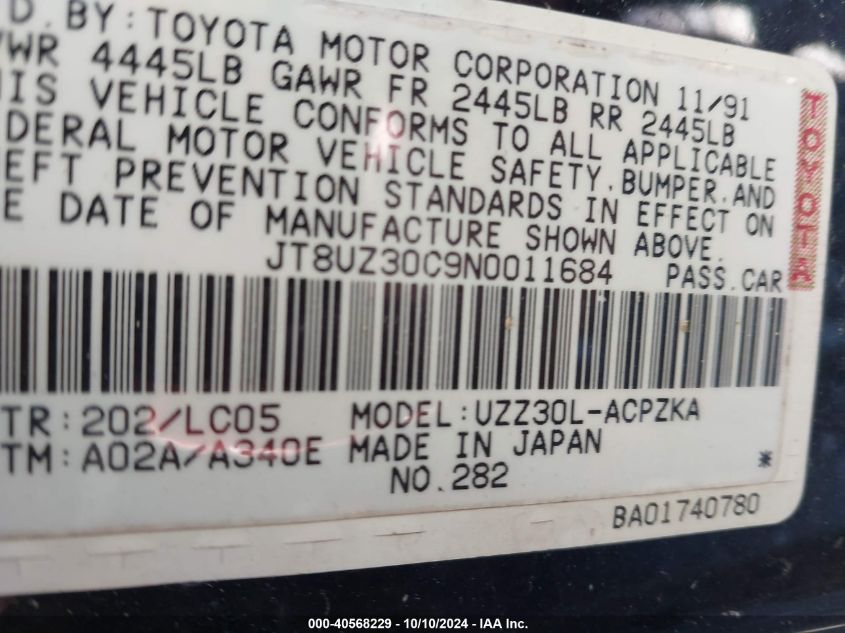 D. BY: TOYOTA MOTOR CORPORATION 11/91
VWR 4445LB GAWR FR 2445LB RR 2445LB
HIS VEHICLE CONFORMS TO ALL APPLICABLE
DERAL MOTOR VEHICLE SAFETY, BUMPER, AND
EFT PREVENTION STANDARDS IN EFFECT ON
E DATE OF MANUFACTURE SHOWN ABOVE.
JT8UZ30C9N0011684 PASS. CAR
TR: 202/LC05 MODEL: UZZ30L-ACPZKA
TM: A02A/A340E MADE IN JAPAN *
NO. 282
BA01740780
TOYOTA
000-40568229 - 10/10/2024 - IAA Inc.